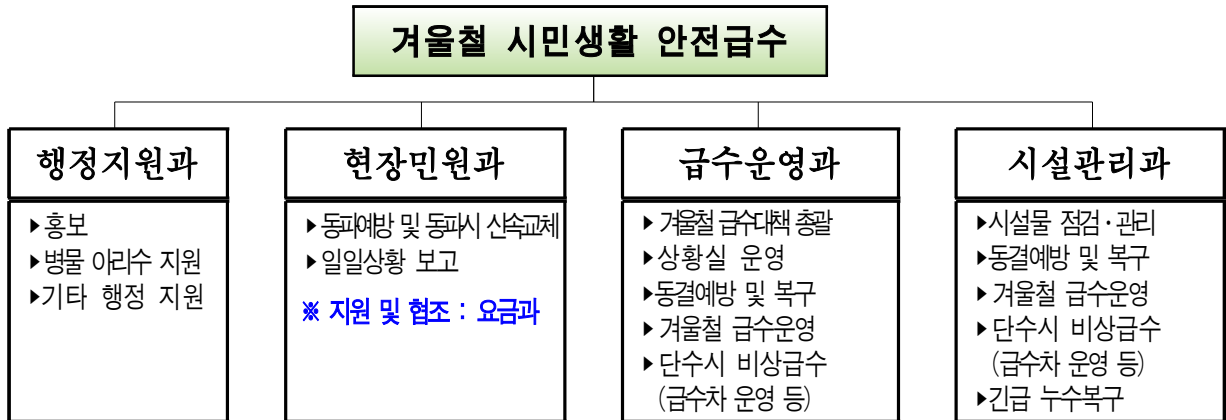 겨울철 시민생활 안전급수
행정지원과
▶홍보
▶병물 아리수 지원
▶기타 행정 지원
현장민원과
▶동파예방 및 동파시 신속교체
▶일일상황 보고
※ 지원 및 협조 : 요금과
급수운영과
▶겨울철 급수대책 총괄
▶상황실 운영
▶동결예방 및 복구
▶겨울철 급수운영
▶단수시 비상급수
(급수차 운영 등)
시설관리과
▶시설물 점검·관리
▶동결예방 및 복구
▶겨울철 급수운영
▶단수시 비상급수
(급수차 운영 등)
▶긴급 누수복구